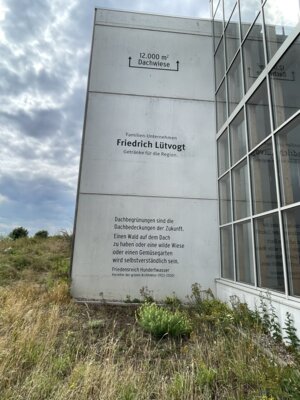 12.000 m²
Dachwiese
Familien-Unternehmen
Friedrich Lütvogt
Getränke für die Region.
Dachbegrünungen sind die
Dachbedeckungen der Zukunft.
Einen Wald auf dem Dach
zu haben oder eine wilde Wiese
oder einen Gemüsegarten
wird selbstverständlich sein.
Friedensreich Hundertwasser